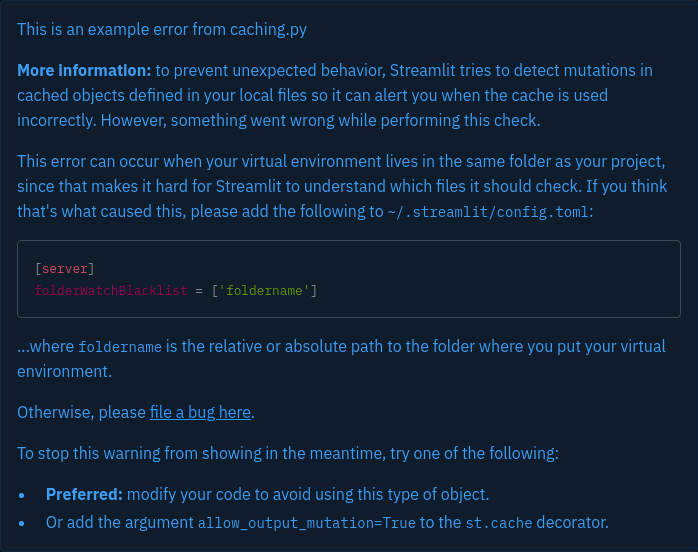 This is an example error from caching.py
More information: to prevent unexpected behavior, Streamlit tries to detect mutations in
cached objects defined in your local files so it can alert you when the cache is used
incorrectly. However, something went wrong while performing this check.
This error can occur when your virtual environment lives in the same folder as your project,
since that makes it hard for Streamlit to understand which files it should check. If you think
that's what caused this, please add the following to ~/.streamlit/config.toml:
[server]
folderWatchBlacklist = ['foldername']
...where foldername is the relative or absolute path to the folder where you put your virtual
environment.
Otherwise, please file a bug here.
To stop this warning from showing in the meantime, try one of the following:
• Preferred: modify your code to avoid using this type of object.
• Or add the argument allow_output_mutation=True to the st.cache decorator.